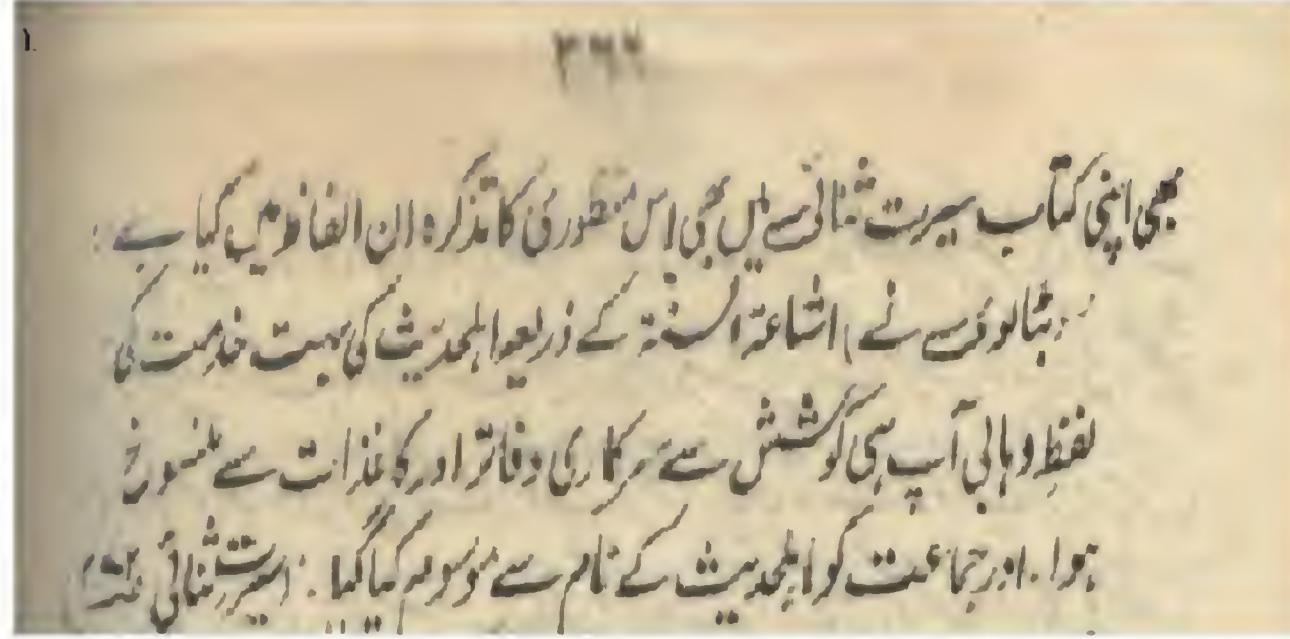 بھی اپنی کتاب سیرت ثنائی سے میں بھی اس منظوری کا تذکرہ ان الفاظ میں کیا ہے :
بٹالوی سے نے اشاعۃ السنۃ کے ذریعہ اہلحدیث کی بہت خدمت کی
لفظ وہابی آپ ہی کی کوشش سے سرکاری دفاتر اور کاغذات سے منسوخ
ہوا۔ اور جماعت کو اہلحدیث کے نام سے موسوم کیا گیا۔ (سیرت ثنائی